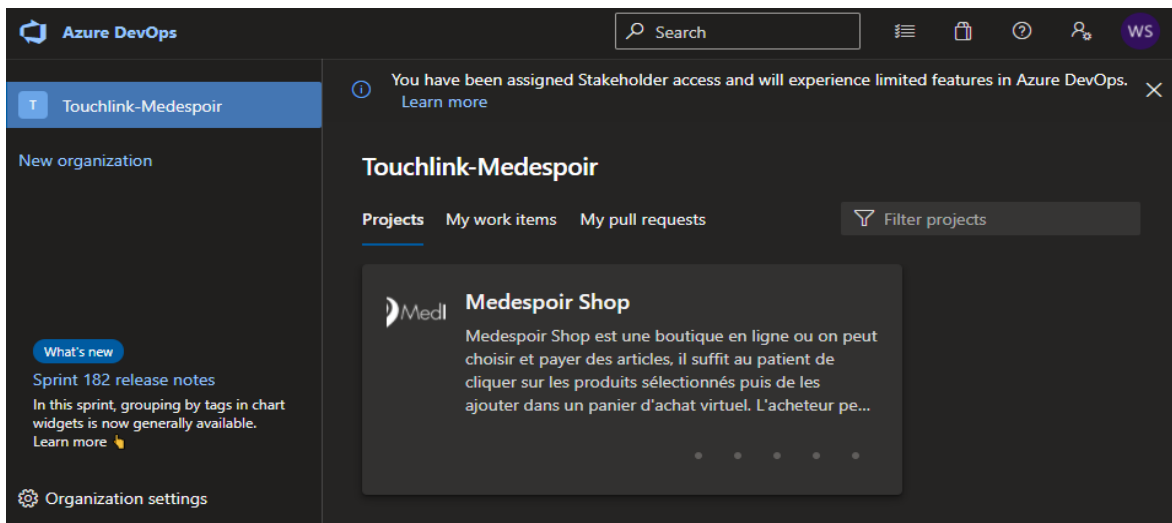 Azure DevOps
Search
WS
T Touchlink-Medespoir
New organization
What's new
Sprint 182 release notes
In this sprint, grouping by tags in chart
widgets is now generally available.
Learn more
Organization settings
You have been assigned Stakeholder access and will experience limited features in Azure DevOps.
Learn more
Touchlink-Medespoir
Projects My work items My pull requests
Filter projects
Medl
Medespoir Shop
Medespoir Shop est une boutique en ligne ou on peut
choisir et payer des articles, il suffit au patient de
cliquer sur les produits sélectionnés puis de les
ajouter dans un panier d'achat virtuel. L'acheteur pe...